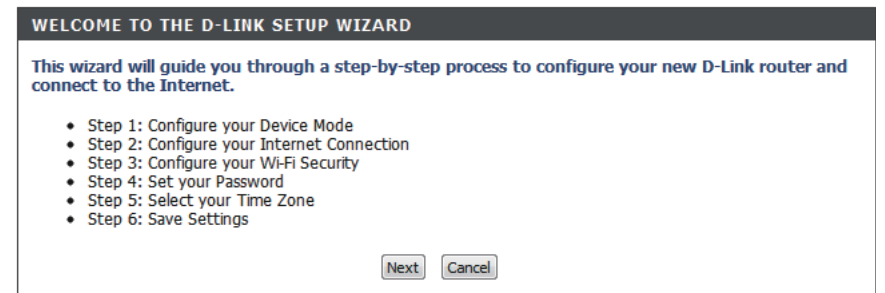 WELCOME TO THE D-LINK SETUP WIZARD
This wizard will guide you through a step-by-step process to configure your new D-Link router and
connect to the Internet.
• Step 1: Configure your Device Mode
• Step 2: Configure your Internet Connection
• Step 3: Configure your Wi-Fi Security
• Step 4: Set your Password
• Step 5: Select your Time Zone
• Step 6: Save Settings
Next Cancel